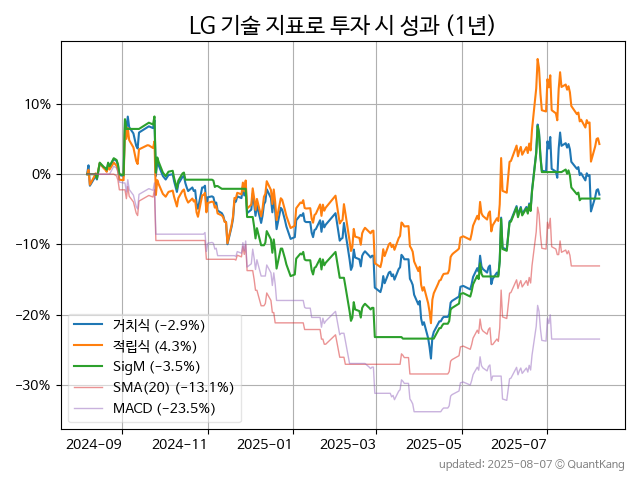 LG 기술 지표로 투자 시 성과 (1년)
10%
0%
−10%
−20%
−30%
거치식 (−2.9%)
적립식 (4.3%)
SigM (−3.5%)
SMA(20) (−13.1%)
MACD (−23.5%)
2024-09 2024-11 2025-01 2025-03 2025-05 2025-07
updated: 2025-08-07 © QuantKang